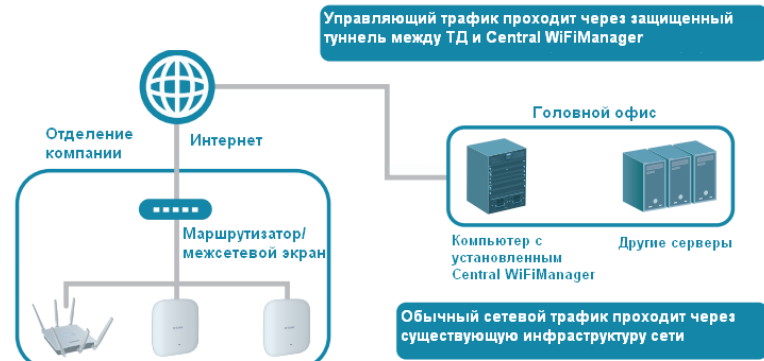 Управляющий трафик проходит через защищенный
туннель между ТД и Central WiFiManager
Головной офис
Отделение
компании
Интернет
Маршрутизатор/
межсетевой экран
Компьютер с
установленным
Central WiFiManager
Другие серверы
Обычный сетевой трафик проходит через
существующую инфраструктуру сети